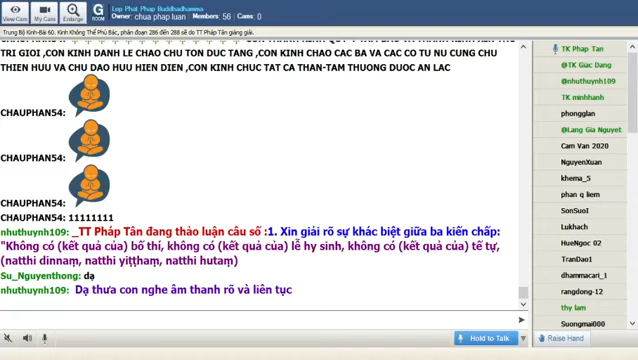 View Cam
My Cams
Enlarge
G
ROOM
Lop Phat Phap Buddhadhamma
Owner: chua phap luan Members: 56 Cams: 0
Trung Bộ Kinh-Bài 60. Kinh Không Thể Phủ Bác, phân đoạn 286 đến 288 sẽ do TT Pháp Tân giảng giải.
TRI GIOI ,CON KINH DANH LE CHAO CHU TON DUC TANG ,CON KINH CHAO CAC BA VA CAC CO TU NU CUNG CHU
THIEN HUU VA CHU DAO HUU HIEN DIEN ,CON KINH CHUC TAT CA THAN-TAM THUONG DUOC AN LAC
CHAUPHAN54:
CHAUPHAN54:
CHAUPHAN54:
CHAUPHAN54: 11111111
nhuthuynh109: _TT Pháp Tân đang thảo luận câu số :1. Xin giải rõ sự khác biệt giữa ba kiến chấp:
"Không có (kết quả của) bố thí, không có (kết quả của) lễ hy sinh, không có (kết quả của) tế tự,
(natthi dinnaṃ, natthi yiṭṭhaṃ, natthi hutaṃ)
Su_Nguyenthong: dạ
nhuthuynh109: Dạ thưa con nghe âm thanh rõ và liên tục
Hold to Talk
TK Phap Tan
@TK Giac Dang
@nhuthuynh109
TK minhhanh
phongglan
@Lang Gia Nguyet
Cam Van 2020
NguyenXuan
khema_5
phan q liem
SonSuoI
Lukhach
HueNgoc 02
TranDao1
dhammacari_1
rangdong-12
thy lam
Suongmai000
Raise Hand